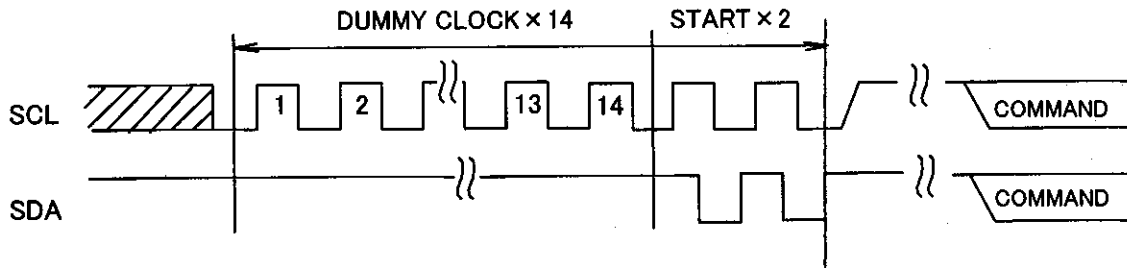 DUMMY CLOCK×14 START×2
SCL 1 2 13 14 COMMAND
SDA COMMAND